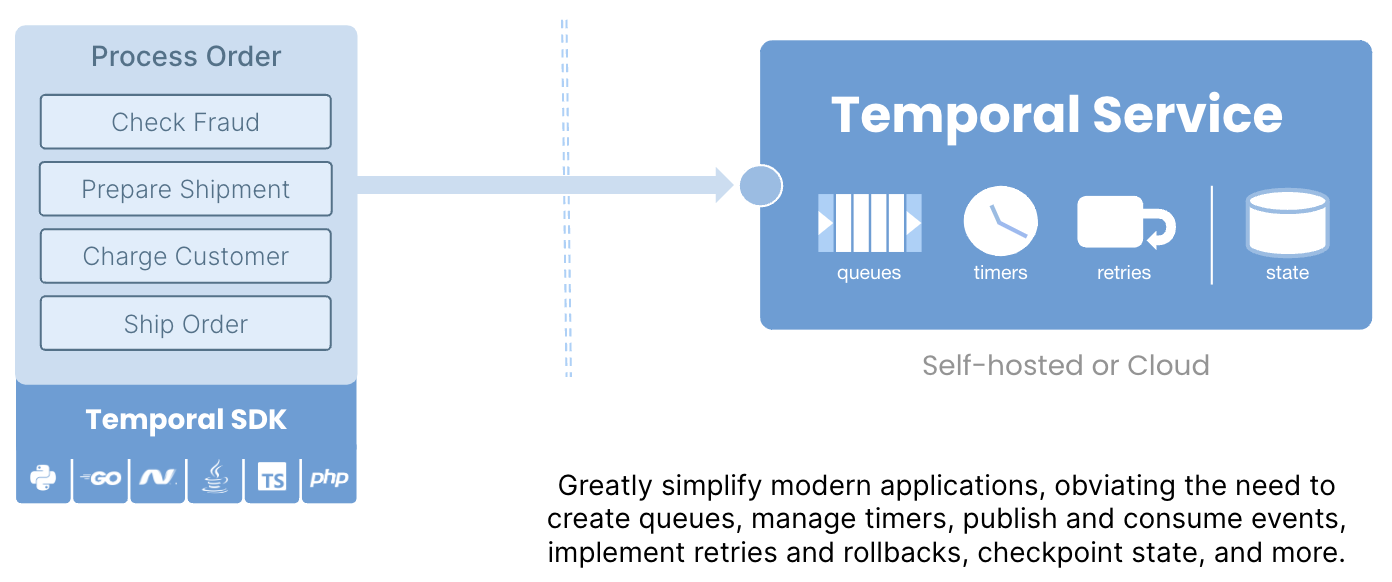 Process Order
Check Fraud
Prepare Shipment
Charge Customer
Ship Order
Temporal SDK
GO
TS
php
Temporal Service
queues
timers
retries
state
Self-hosted or Cloud
Greatly simplify modern applications, obviating the need to
create queues, manage timers, publish and consume events,
implement retries and rollbacks, checkpoint state, and more.